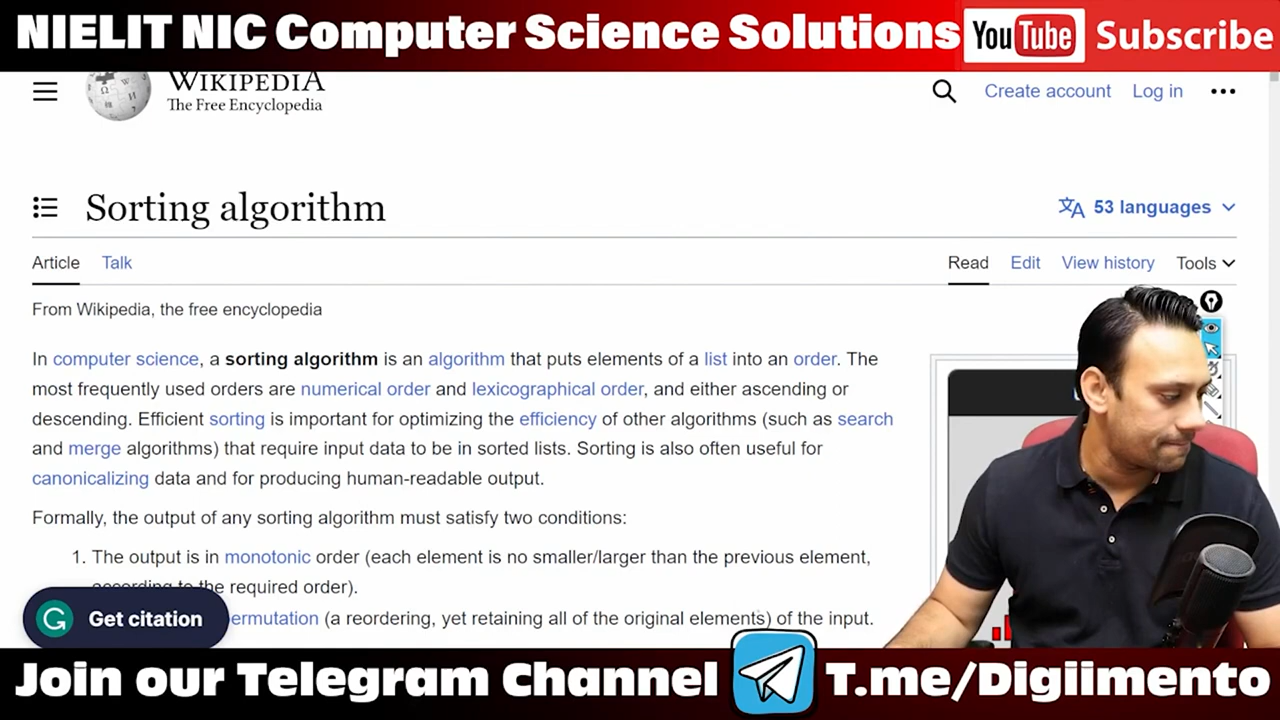 NIELIT NIC Computer Science Solutions YouTube Subscribe
WIKIPEDIA
The Free Encyclopedia
Create account Log in
Sorting algorithm
53 languages
Article Talk Read Edit View history Tools
From Wikipedia, the free encyclopedia
In computer science, a sorting algorithm is an algorithm that puts elements of a list into an order. The
most frequently used orders are numerical order and lexicographical order, and either ascending or
descending. Efficient sorting is important for optimizing the efficiency of other algorithms (such as search
and merge algorithms) that require input data to be in sorted lists. Sorting is also often useful for
canonicalizing data and for producing human-readable output.
Formally, the output of any sorting algorithm must satisfy two conditions:
1. The output is in monotonic order (each element is no smaller/larger than the previous element,
according to the required order).
Get citation
permutation (a reordering, yet retaining all of the original elements) of the input.
Join our Telegram Channel T.me/Digiimento